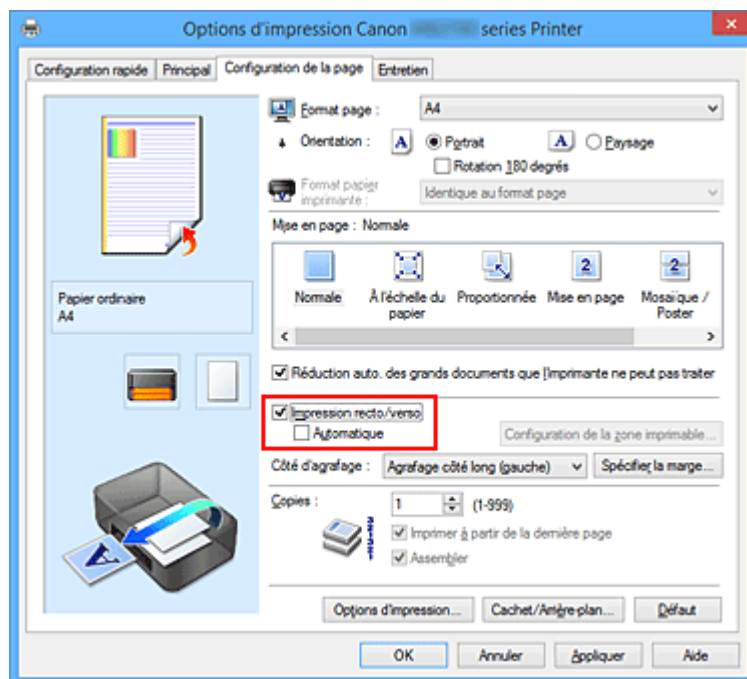 Options d'impression Canon series Printer
Configuration rapide Principal Configuration de la page Entretien
Format page : A4
Orientation : A Portrait A Paysage
Rotation 180 degrés
Format papier imprimante : Identique au format page
Mise en page : Normale
Normale À l'échelle du papier Proportionnée Mise en page Mosaïque / Poster
Papier ordinaire
A4
Réduction auto. des grands documents que l'imprimante ne peut pas traiter
Impression recto/verso
Automatique Configuration de la zone imprimable...
Côté d'agrafage : Agrafage côté long (gauche) Spécifier la marge...
Copies : 1 (1-999)
Imprimer à partir de la dernière page
Assembler
Options d'impression... Cachet/Arrière-plan... Défaut
OK Annuler Appliquer Aide